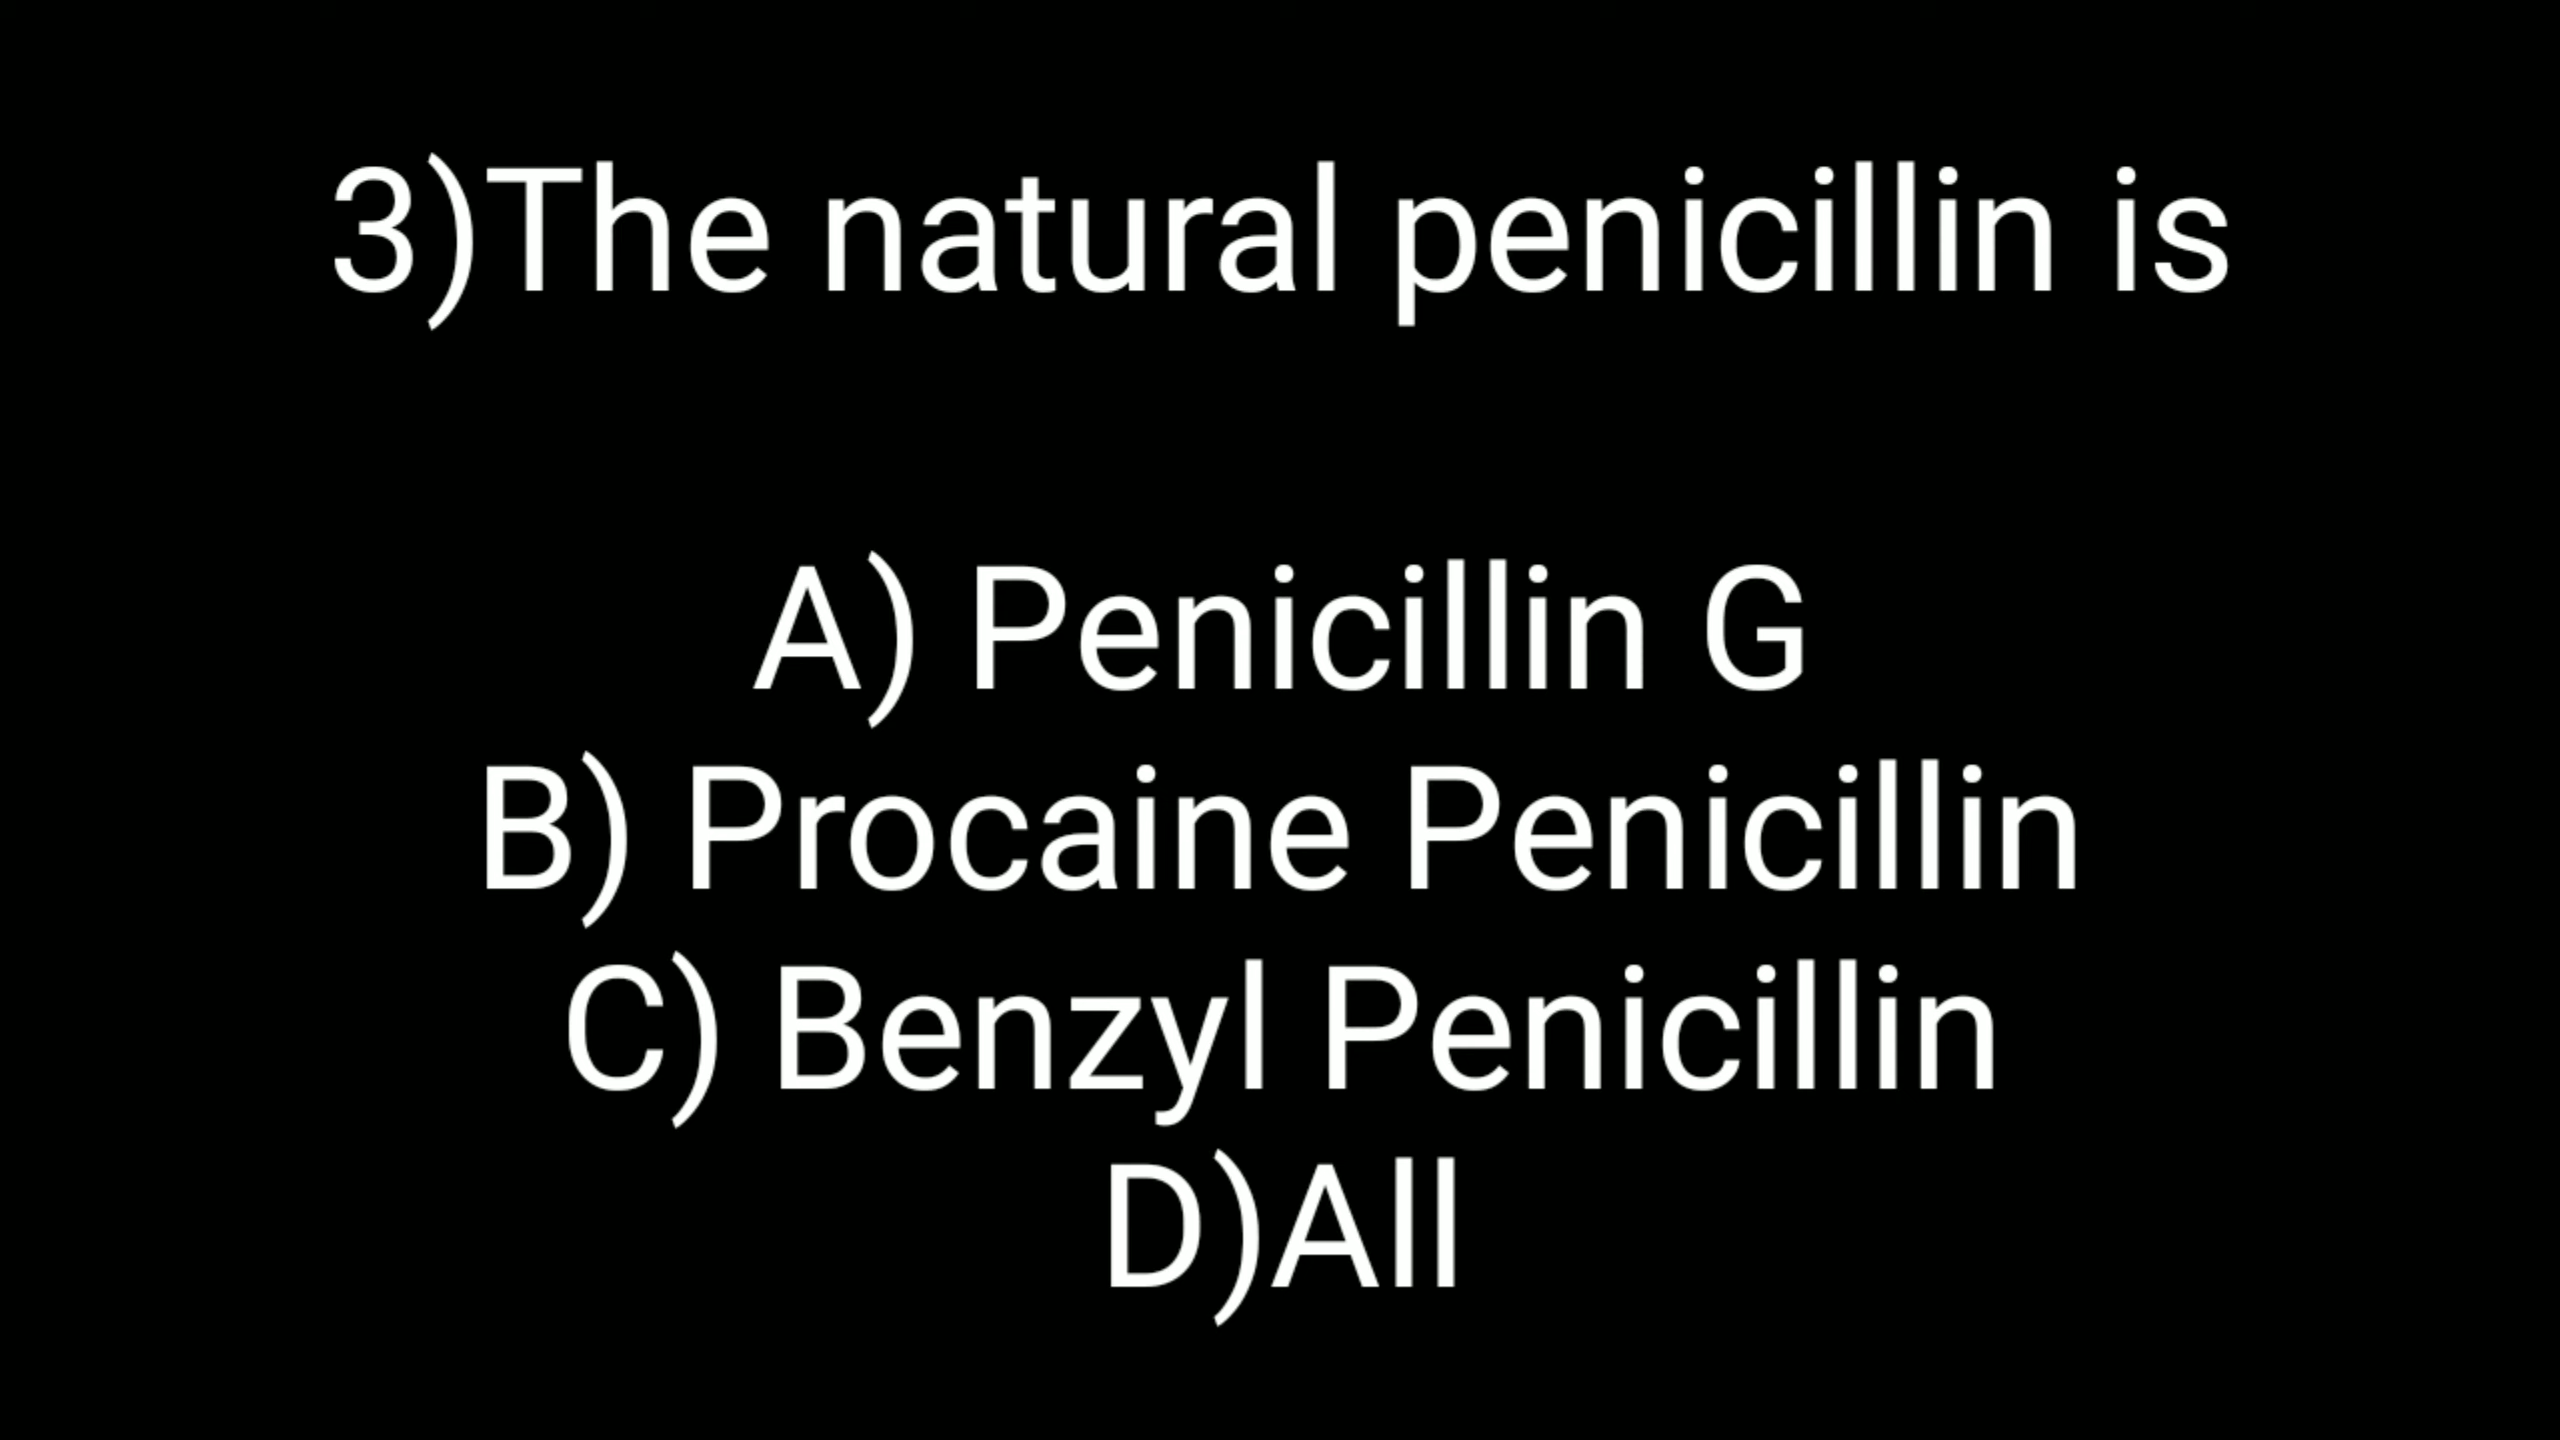 3)The natural penicillin is
A) Penicillin G
B) Procaine Penicillin
C) Benzyl Penicillin
D)All